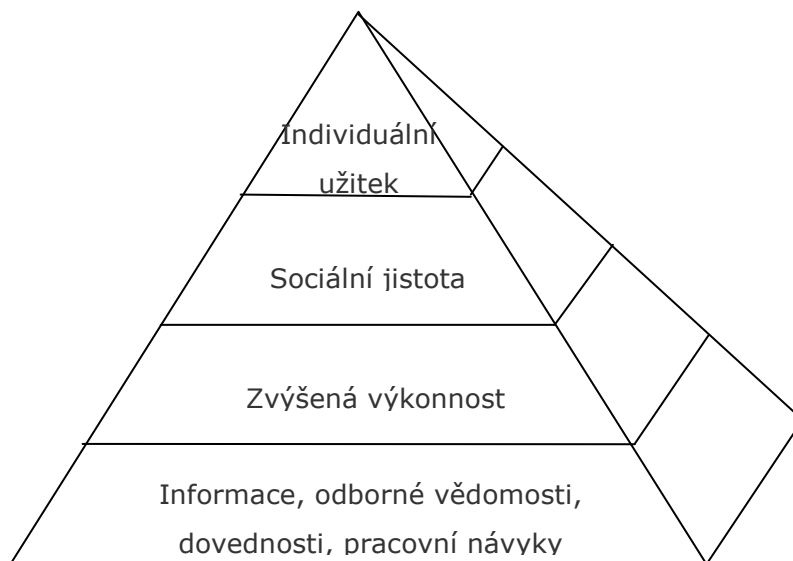 Individuální
užitek
Sociální jistota
Zvýšená výkonnost
Informace, odborné vědomosti,
dovednosti, pracovní návyky